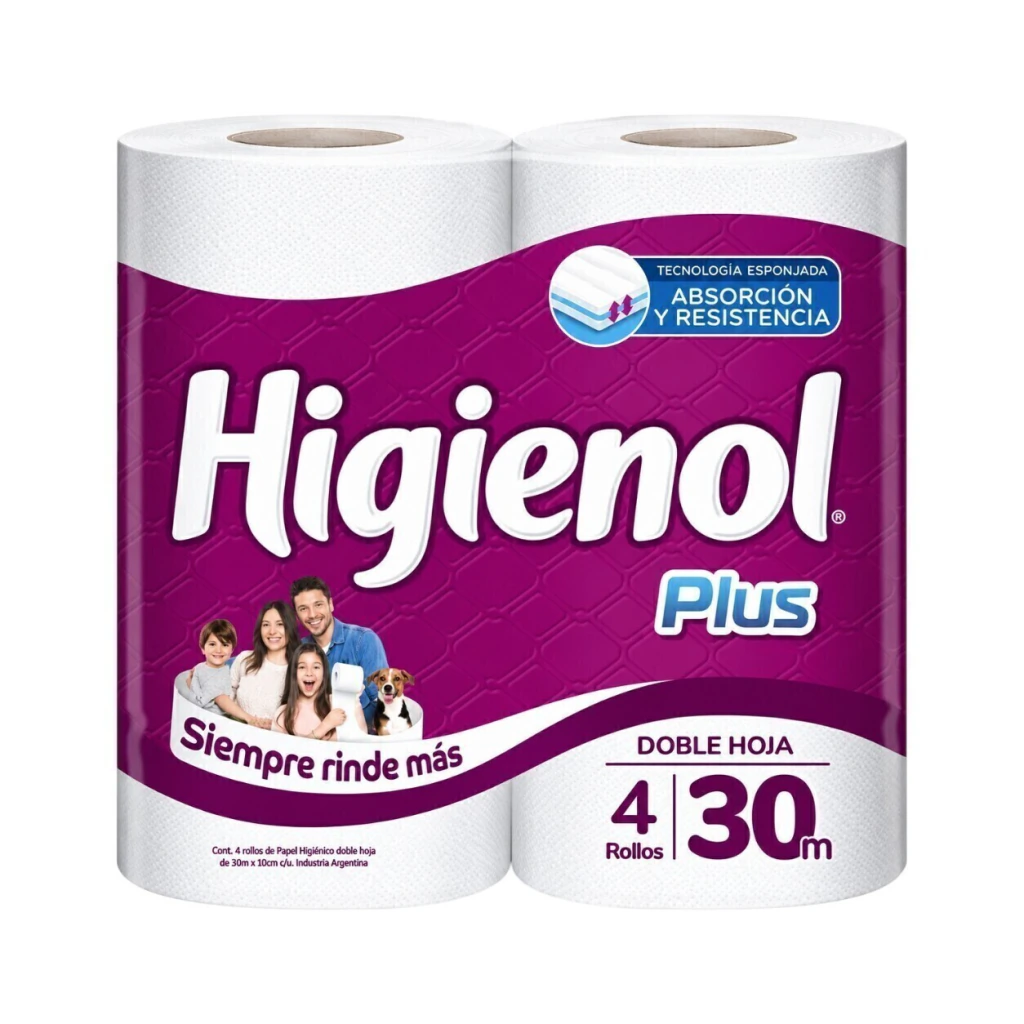 TECNOLOGÍA ESPONJADA
ABSORCIÓN
Y RESISTENCIA
Higienol®
Plus
Siempre rinde más
DOBLE HOJA
4
Rollos
30m
Cont. 4 rollos de Papel Higiénico doble hoja
de 30m x 10cm c/u. Industria Argentina